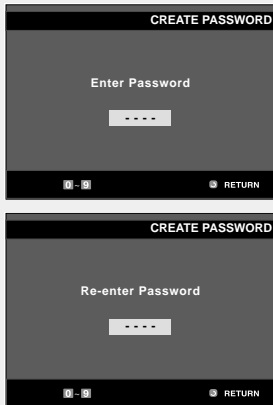 CREATE PASSWORD
Enter Password
- - - -
0 ~ 9 RETURN
CREATE PASSWORD
Re-enter Password
- - - -
0 ~ 9 RETURN